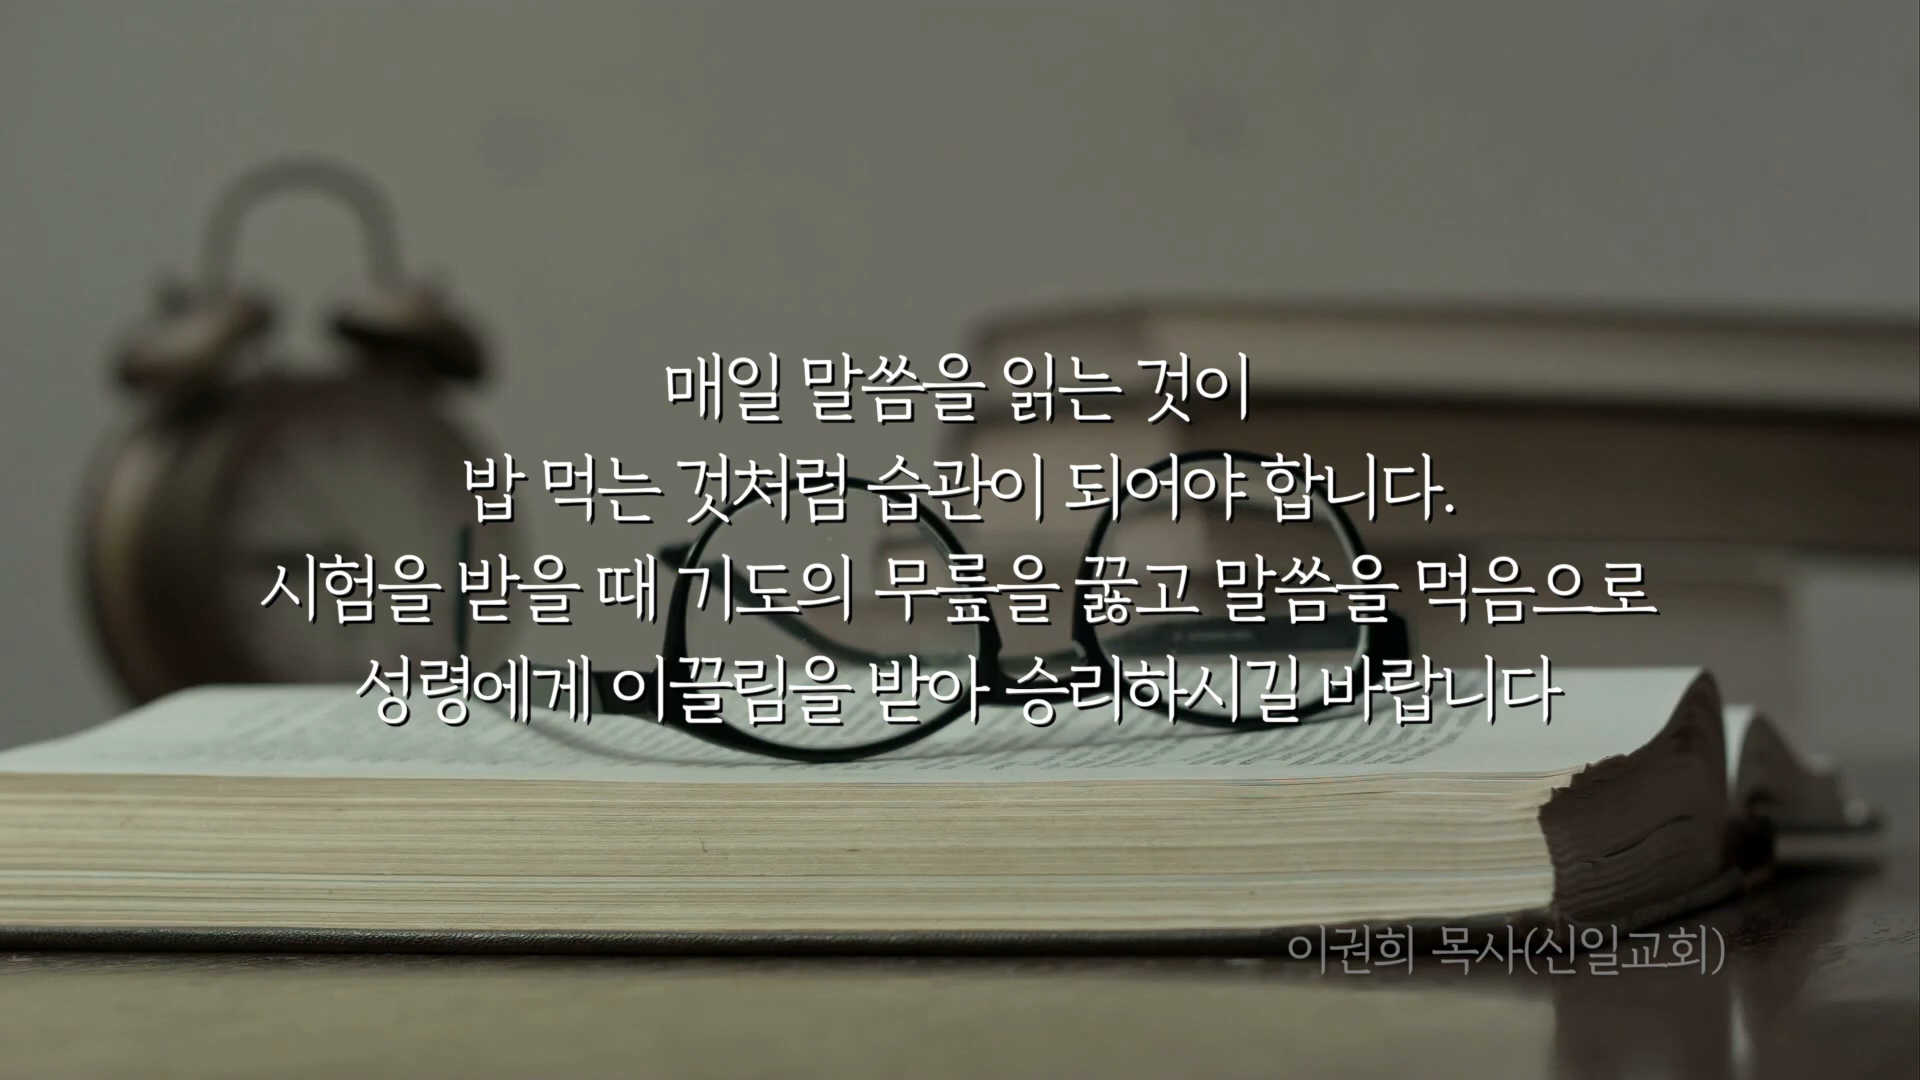 매일 말씀을 읽는 것이
밥 먹는 것처럼 습관이 되어야 합니다.
시험을 받을 때 기도의 무릎을 꿇고 말씀을 먹음으로
성령에게 이끌림을 받아 승리하시길 바랍니다
이권희 목사(신일교회)